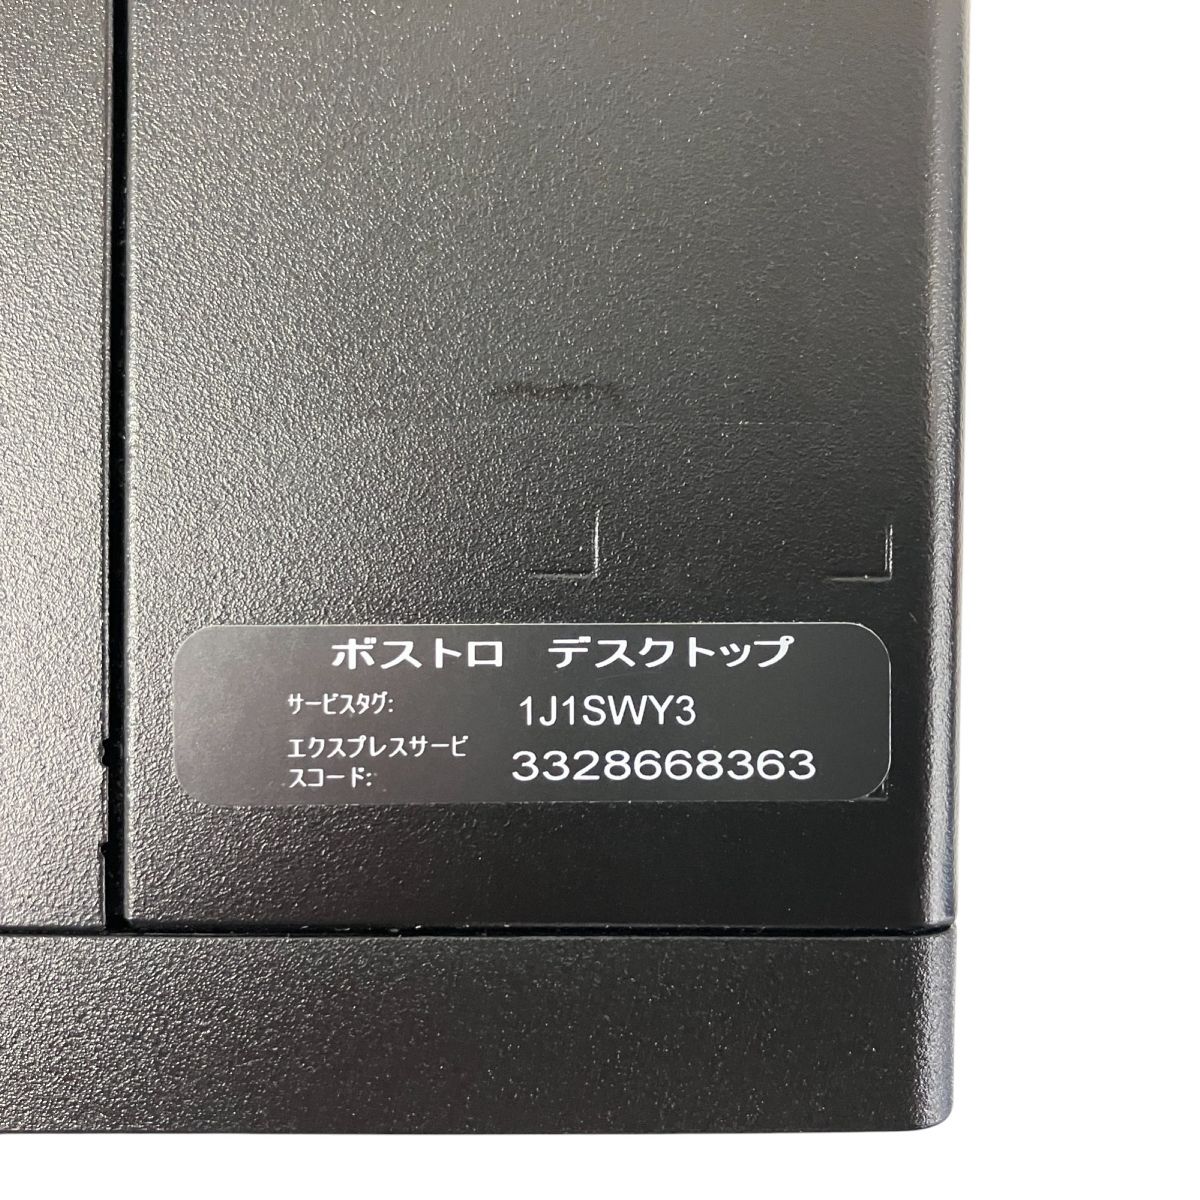 ボストロ　デスクトップ
サービスタグ: 1J1SWY3
エクスプレスサービ
スコード: 3328668363